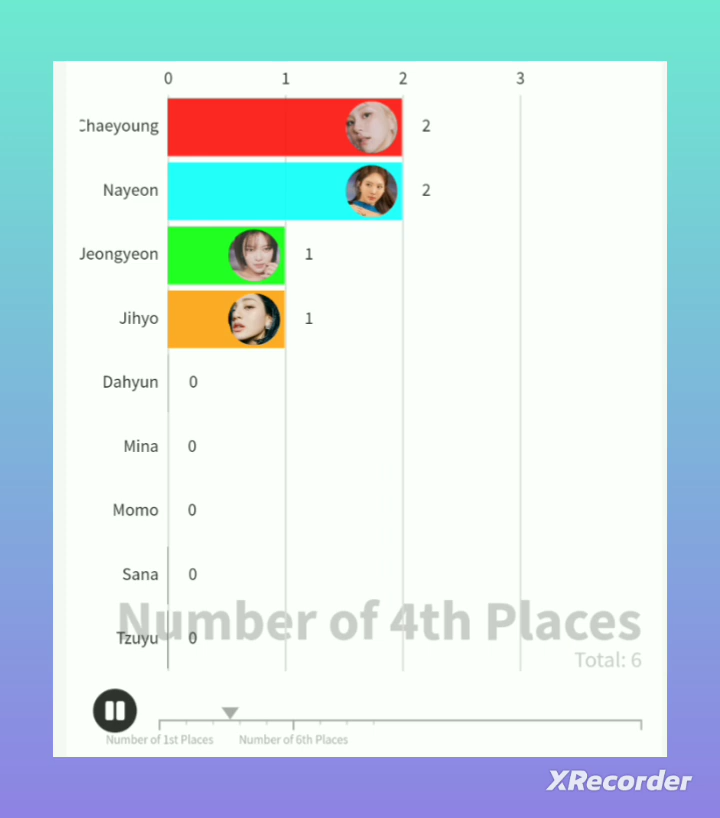 0 1 2 3
Chaeyoung 2
Nayeon 2
Jeongyeon 1
Jihyo 1
Dahyun 0
Mina 0
Momo 0
Sana 0
Number of 4th Places
Tzuyu 0
Total: 6
Number of 1st Places Number of 6th Places
XRecorder